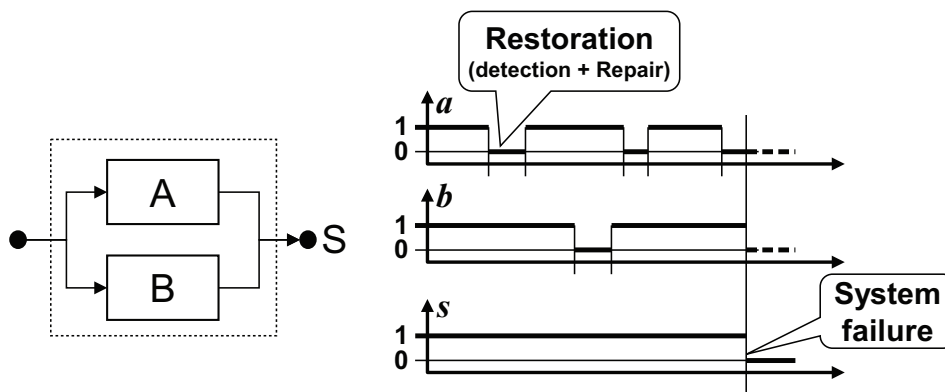 A
B
S
Restoration
(detection + Repair)
a
1
0
b
1
0
s
1
0
System
failure